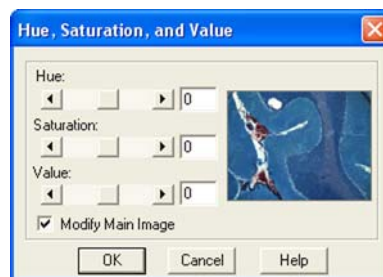 Hue, Saturation, and Value
Hue:
0
Saturation:
0
Value:
0
Modify Main Image
OK Cancel Help